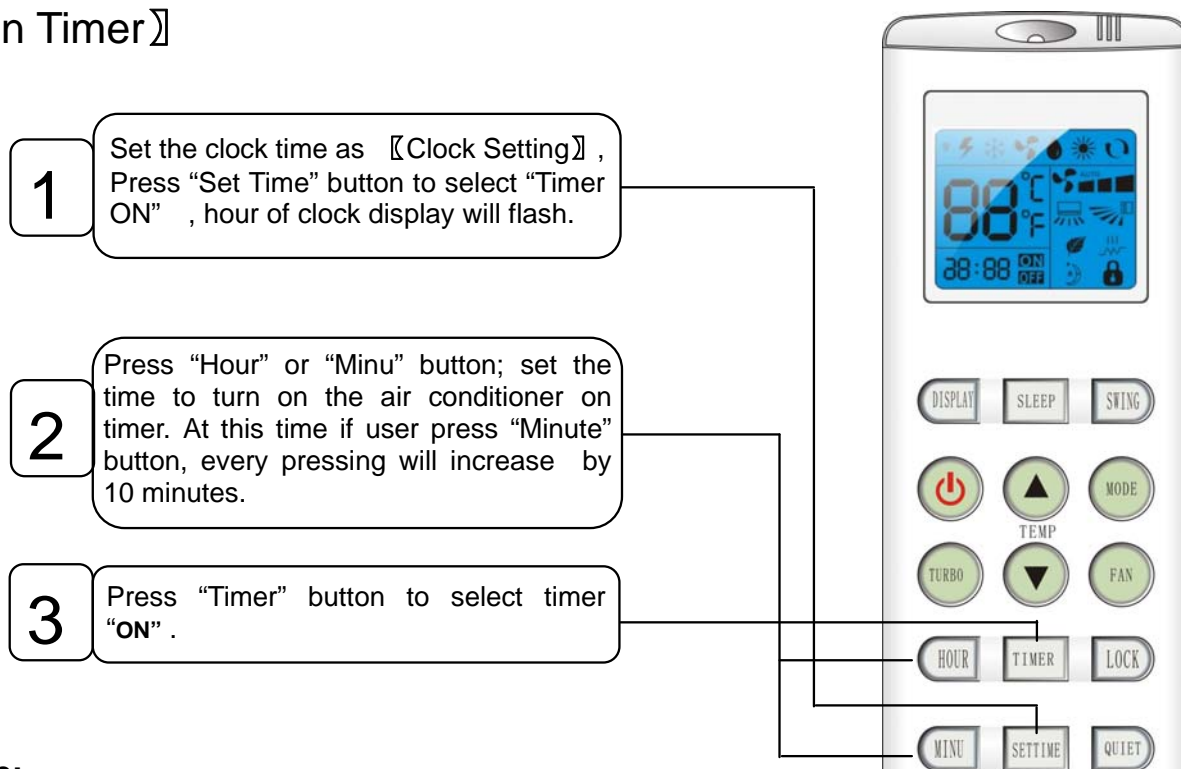 n Timer〗
1
Set the clock time as 〖Clock Setting〗,
Press “Set Time” button to select “Timer
ON” , hour of clock display will flash.
2
Press “Hour” or “Minu” button; set the
time to turn on the air conditioner on
timer. At this time if user press “Minute”
button, every pressing will increase by
10 minutes.
3
Press “Timer” button to select timer
“ON” .
AUTO
88 °C
°F
88:88 ON
OFF
DISPLAY SLEEP SWING
MODE
TEMP
TURBO FAN
HOUR TIMER LOCK
MINU SETTIME QUIET